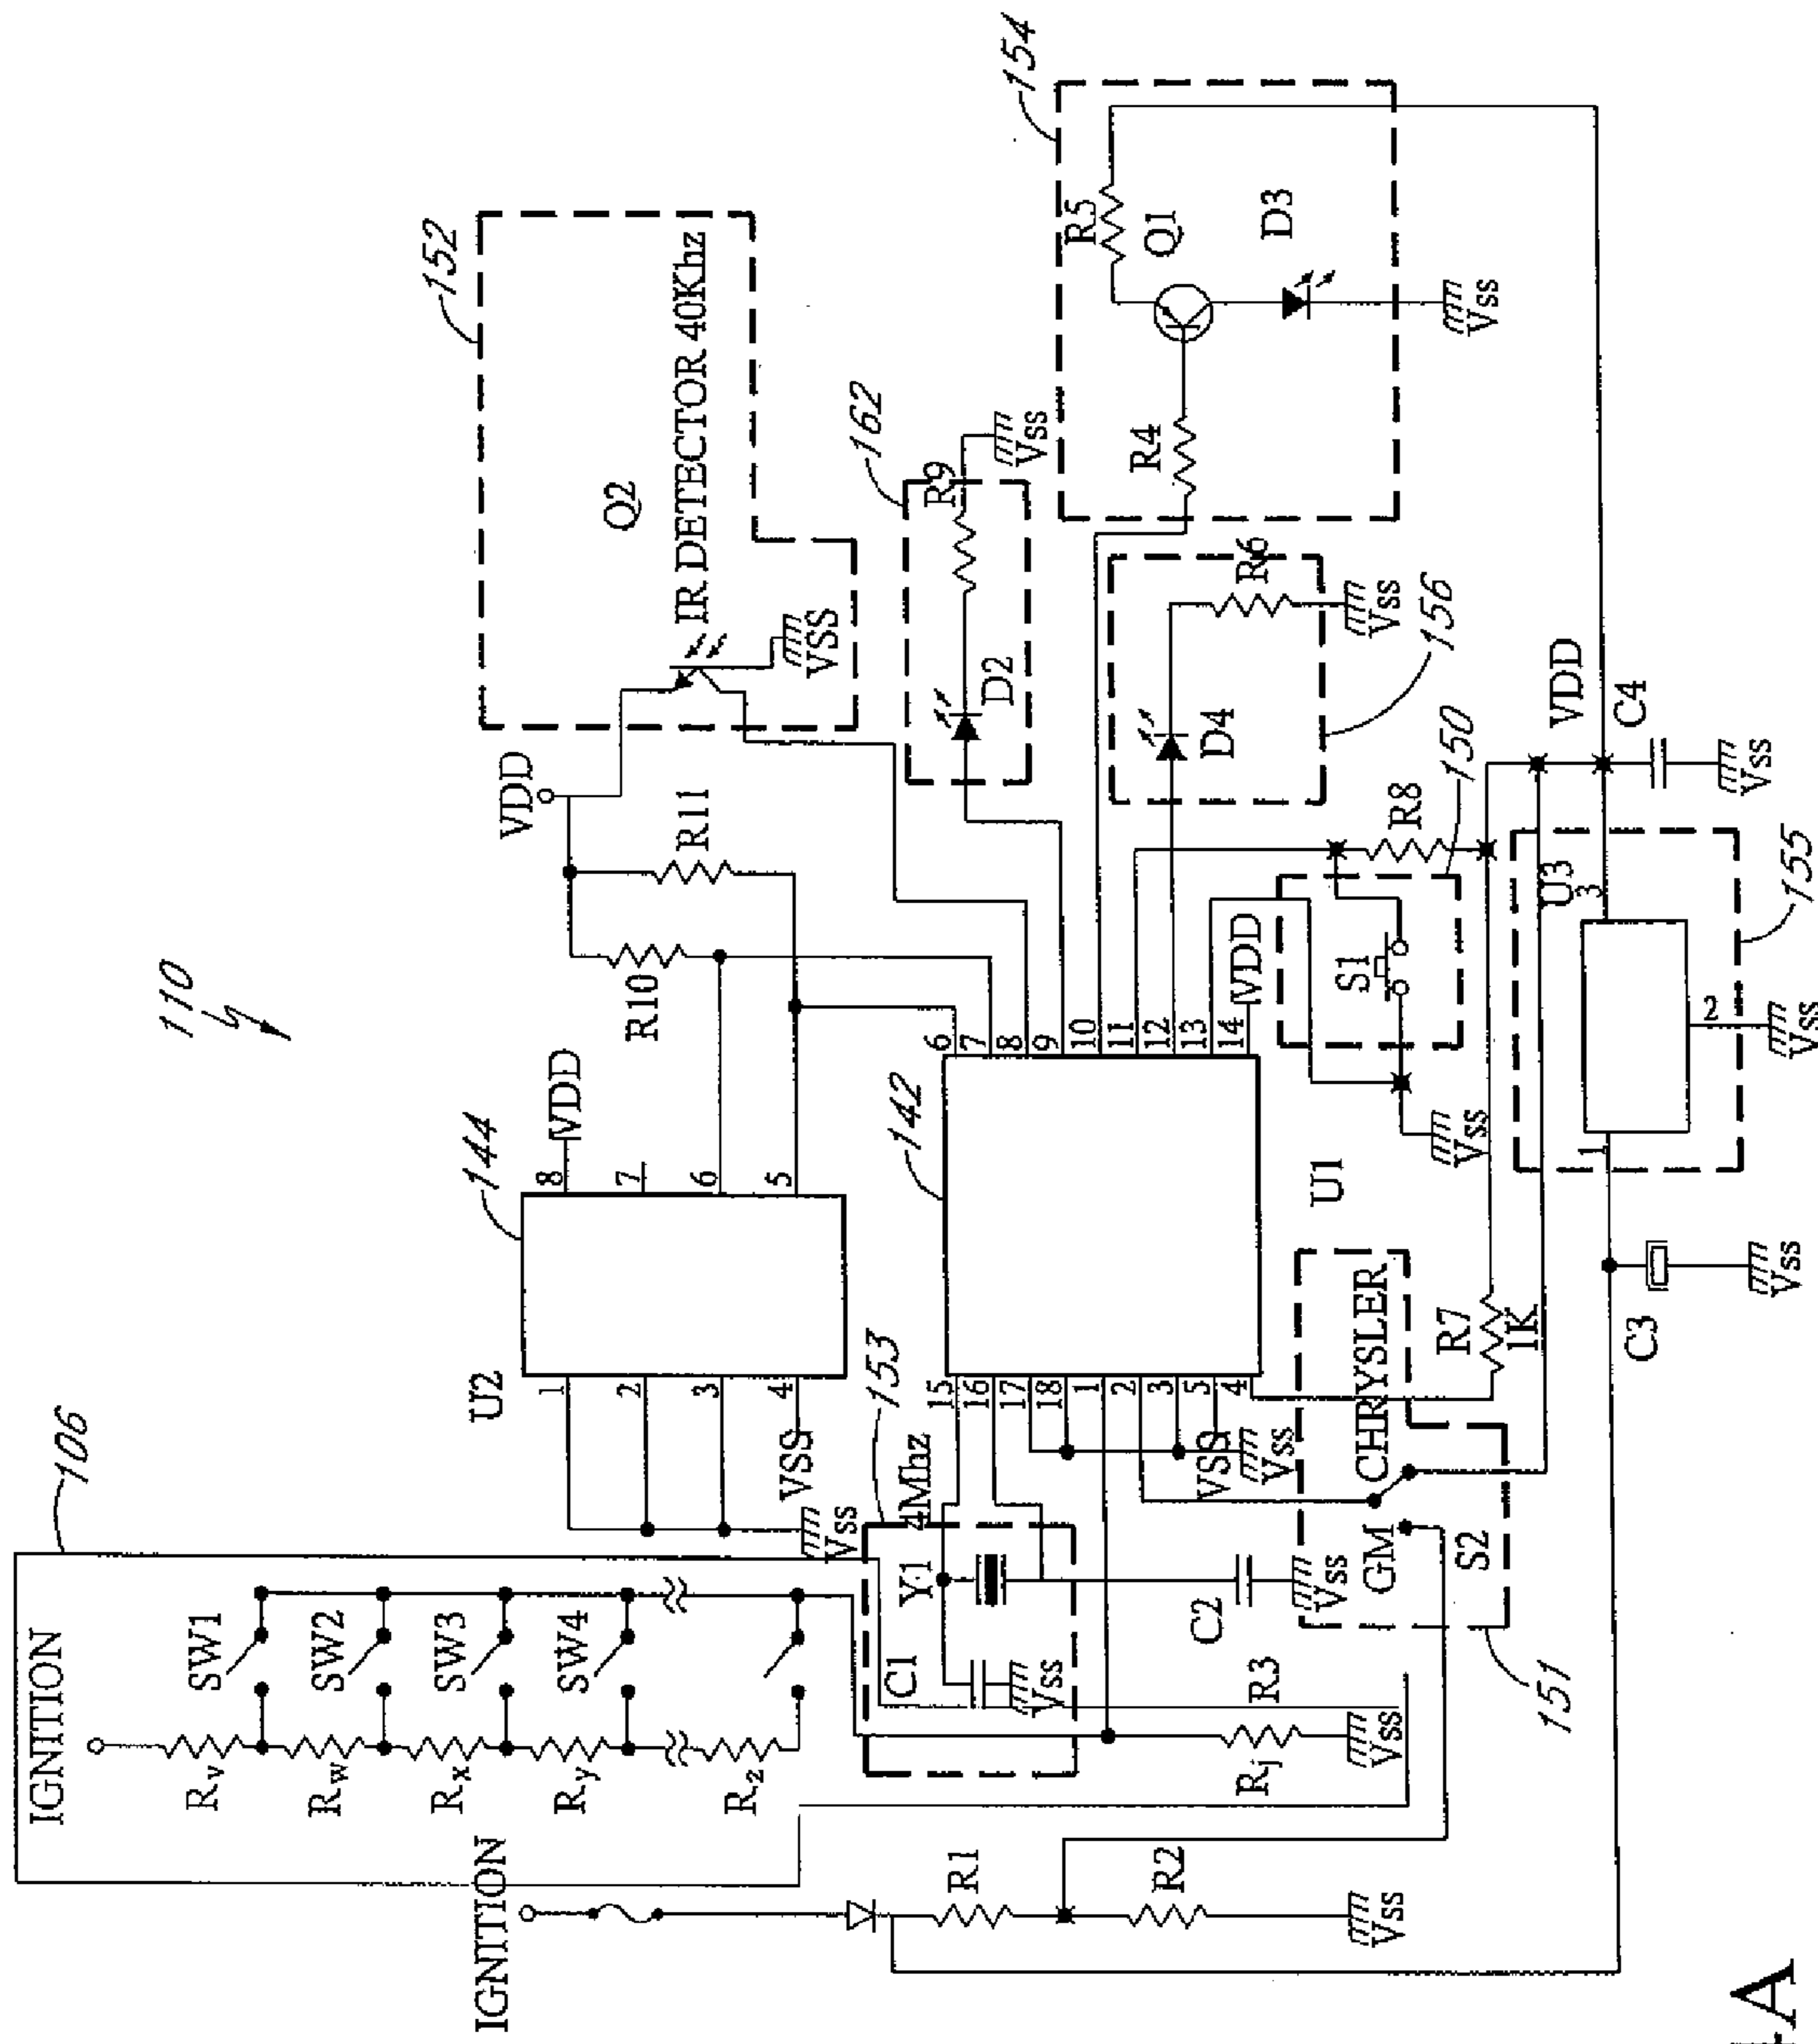 110
106
IGNITION
Rv
Rw
Rx
Ry
Rz
SW1
SW2
SW3
SW4
IGNITION
R1
R2
Vss
144
U2
1
2
3
4
VSS
Vss
8
7
6
5
VDD
VDD
R10
R11
152
Q2
IR DETECTOR 40Khz
VSS
153
4Mhz
Y1
C1
Vss
C2
Vss
Rj
R3
Vss
142
U1
15
16
17
18
1
2
3
5
4
VSS
Vss
6
7
8
9
10
11
12
13
14
VDD
162
D2
R9
Vss
154
R5
Q1
D3
R4
Vss
156
D4
R6
Vss
150
S1
R8
Vss
151
CHRYSLER
GM
S2
R7
1K
VDD
C4
Vss
155
U3
1
3
2
Vss
C3
Vss